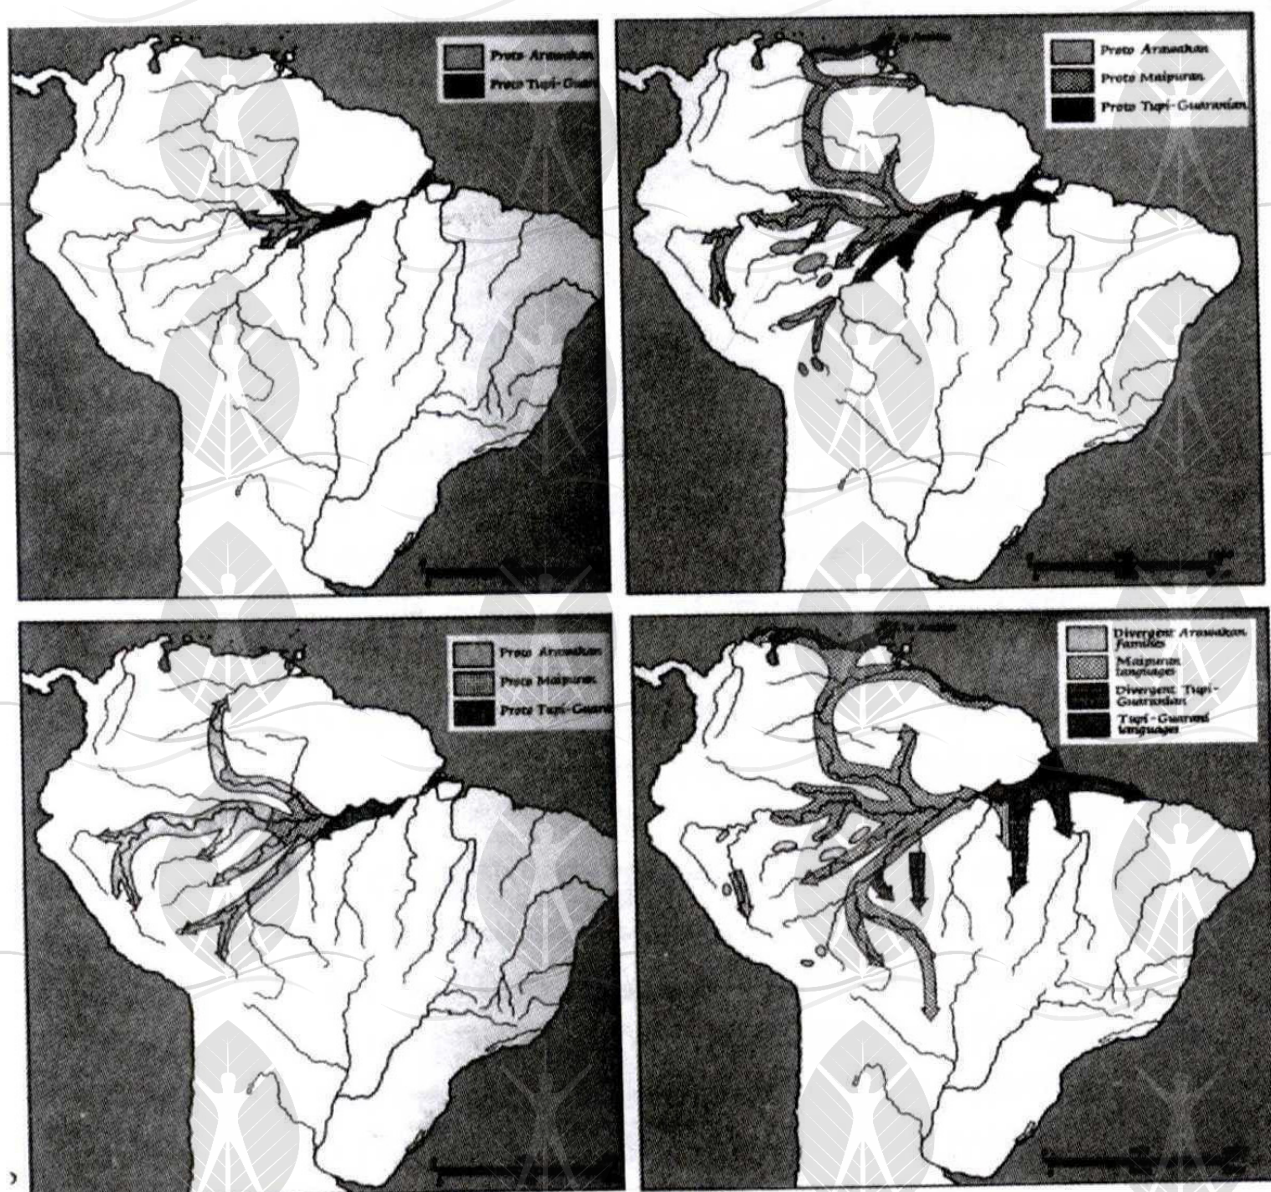 Proto Arawakan
Proto Tupi-Guar
Proto Arawakan
Proto Maipuran
Proto Tupi-Guaranian
Proto Arawakan
Proto Maipuran
Proto Tupi-Guara
Divergent Arawakan
families
Maipuran
languages
Divergent Tupi-
Guaranian
Tupi-Guarani
languages